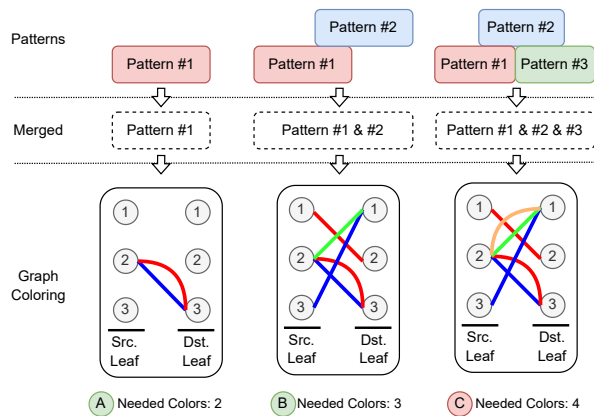 Patterns
Pattern #1
Pattern #2
Pattern #1
Pattern #2
Pattern #1
Pattern #3
Merged
Pattern #1
Pattern #1 & #2
Pattern #1 & #2 & #3
Graph
Coloring
1 1
2 2
3 3
Src.
Leaf
Dst.
Leaf
1 1
2 2
3 3
Src.
Leaf
Dst.
Leaf
1 1
2 2
3 3
Src.
Leaf
Dst.
Leaf
A Needed Colors: 2
B Needed Colors: 3
C Needed Colors: 4